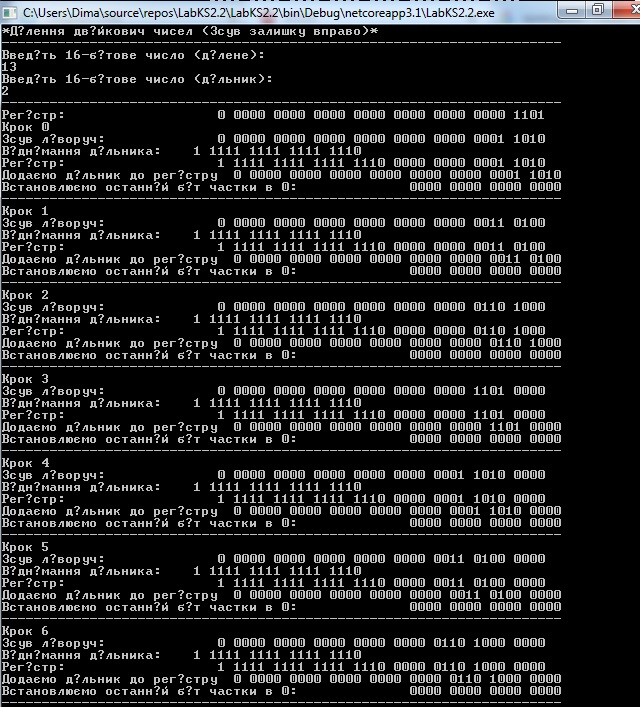 C:\Users\Dima\source\repos\LabKS2.2\LabKS2.2\bin\Debug\netcoreapp3.1\LabKS2.2.exe
*Д?лення дв?йкович чисел (Зсув залишку вправо)*
Введ?ть 16-б?тове число (д?лене):
13
Введ?ть 16-б?тове число (д?льник):
2
Рег?стр: 0 0000 0000 0000 0000 0000 0000 0000 1101
Крок 0
Зсув л?воруч: 0 0000 0000 0000 0000 0000 0000 0001 1010
В?дн?мання д?льника: 1 1111 1111 1111 1110
Рег?стр: 1 1111 1111 1111 1110 0000 0000 0001 1010
Додаємо д?льник до рег?стру 0 0000 0000 0000 0000 0000 0000 0001 1010
Встановлюємо останн?й б?т частки в 0: 0000 0000 0000 0000
Крок 1
Зсув л?воруч: 0 0000 0000 0000 0000 0000 0000 0011 0100
В?дн?мання д?льника: 1 1111 1111 1111 1110
Рег?стр: 1 1111 1111 1111 1110 0000 0000 0011 0100
Додаємо д?льник до рег?стру 0 0000 0000 0000 0000 0000 0000 0011 0100
Встановлюємо останн?й б?т частки в 0: 0000 0000 0000 0000
Крок 2
Зсув л?воруч: 0 0000 0000 0000 0000 0000 0000 0110 1000
В?дн?мання д?льника: 1 1111 1111 1111 1110
Рег?стр: 1 1111 1111 1111 1110 0000 0000 0110 1000
Додаємо д?льник до рег?стру 0 0000 0000 0000 0000 0000 0000 0110 1000
Встановлюємо останн?й б?т частки в 0: 0000 0000 0000 0000
Крок 3
Зсув л?воруч: 0 0000 0000 0000 0000 0000 0000 1101 0000
В?дн?мання д?льника: 1 1111 1111 1111 1110
Рег?стр: 1 1111 1111 1111 1110 0000 0000 1101 0000
Додаємо д?льник до рег?стру 0 0000 0000 0000 0000 0000 0000 1101 0000
Встановлюємо останн?й б?т частки в 0: 0000 0000 0000 0000
Крок 4
Зсув л?воруч: 0 0000 0000 0000 0000 0000 0001 1010 0000
В?дн?мання д?льника: 1 1111 1111 1111 1110
Рег?стр: 1 1111 1111 1111 1110 0000 0001 1010 0000
Додаємо д?льник до рег?стру 0 0000 0000 0000 0000 0000 0001 1010 0000
Встановлюємо останн?й б?т частки в 0: 0000 0000 0000 0000
Крок 5
Зсув л?воруч: 0 0000 0000 0000 0000 0000 0011 0100 0000
В?дн?мання д?льника: 1 1111 1111 1111 1110
Рег?стр: 1 1111 1111 1111 1110 0000 0011 0100 0000
Додаємо д?льник до рег?стру 0 0000 0000 0000 0000 0000 0011 0100 0000
Встановлюємо останн?й б?т частки в 0: 0000 0000 0000 0000
Крок 6
Зсув л?воруч: 0 0000 0000 0000 0000 0000 0110 1000 0000
В?дн?мання д?льника: 1 1111 1111 1111 1110
Рег?стр: 1 1111 1111 1111 1110 0000 0110 1000 0000
Додаємо д?льник до рег?стру 0 0000 0000 0000 0000 0000 0110 1000 0000
Встановлюємо останн?й б?т частки в 0: 0000 0000 0000 0000